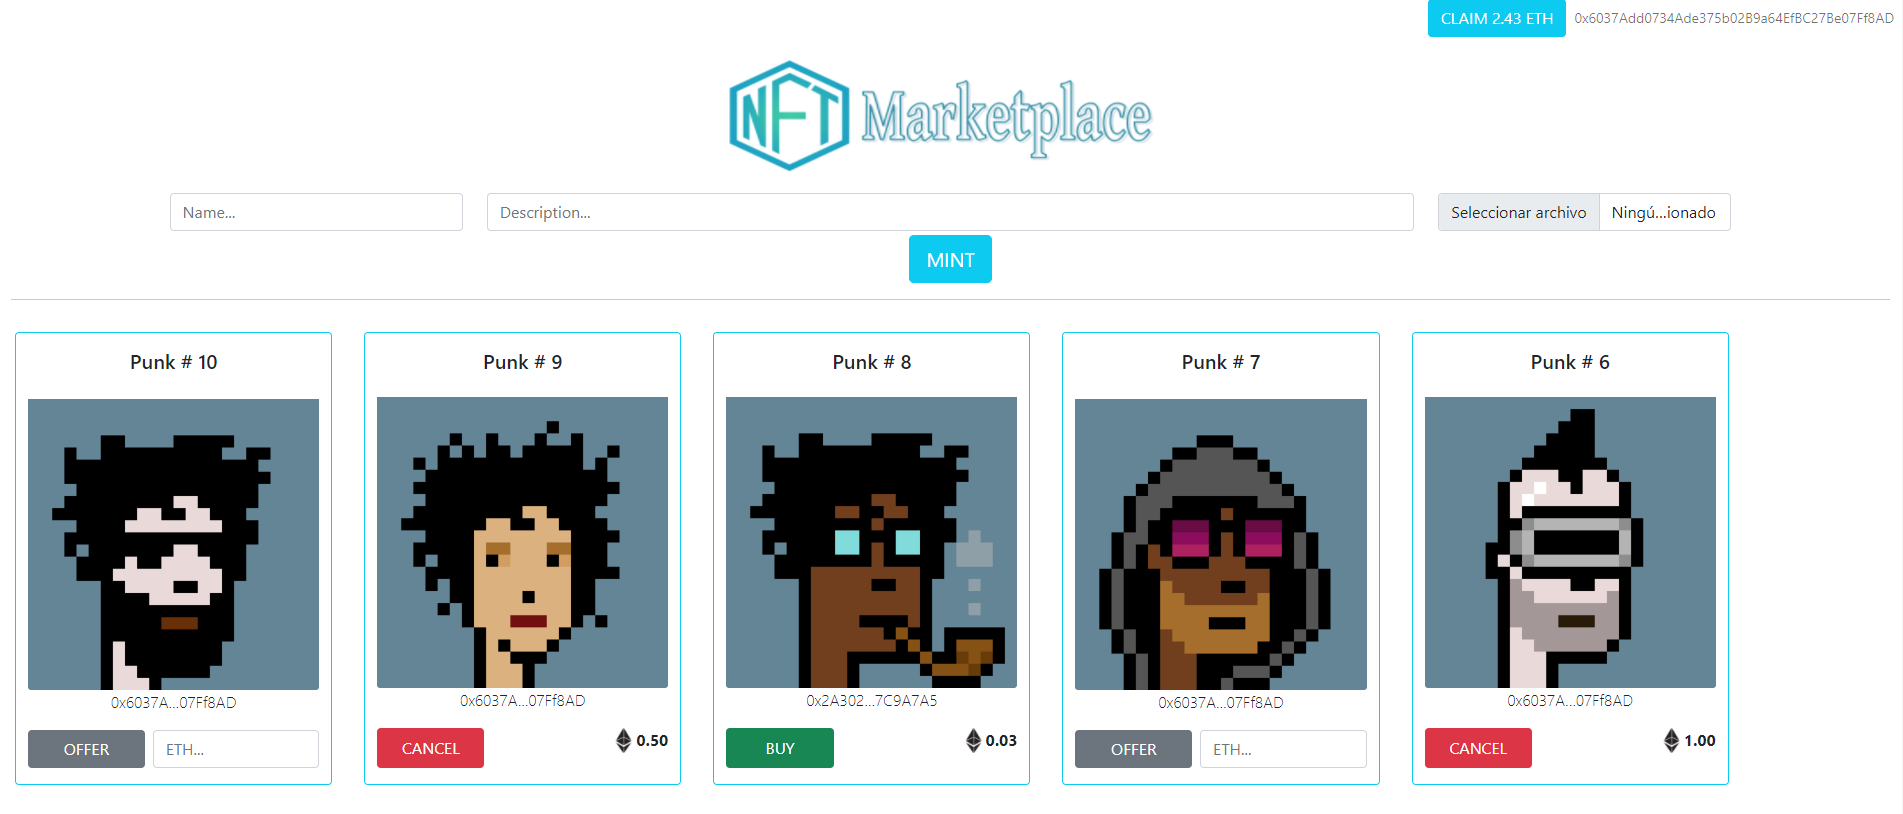 CLAIM 2.43 ETH 0x6037Add0734Ade375b02B9a64EfBC27Be07Ff8AD
NFT Marketplace
Name... Description... Seleccionar archivo Ningú...ionado
MINT
Punk # 10
0x6037A...07Ff8AD
OFFER ETH...
Punk # 9
0x6037A...07Ff8AD
CANCEL 0.50
Punk # 8
0x2A302...7C9A7A5
BUY 0.03
Punk # 7
0x6037A...07Ff8AD
OFFER ETH...
Punk # 6
0x6037A...07Ff8AD
CANCEL 1.00